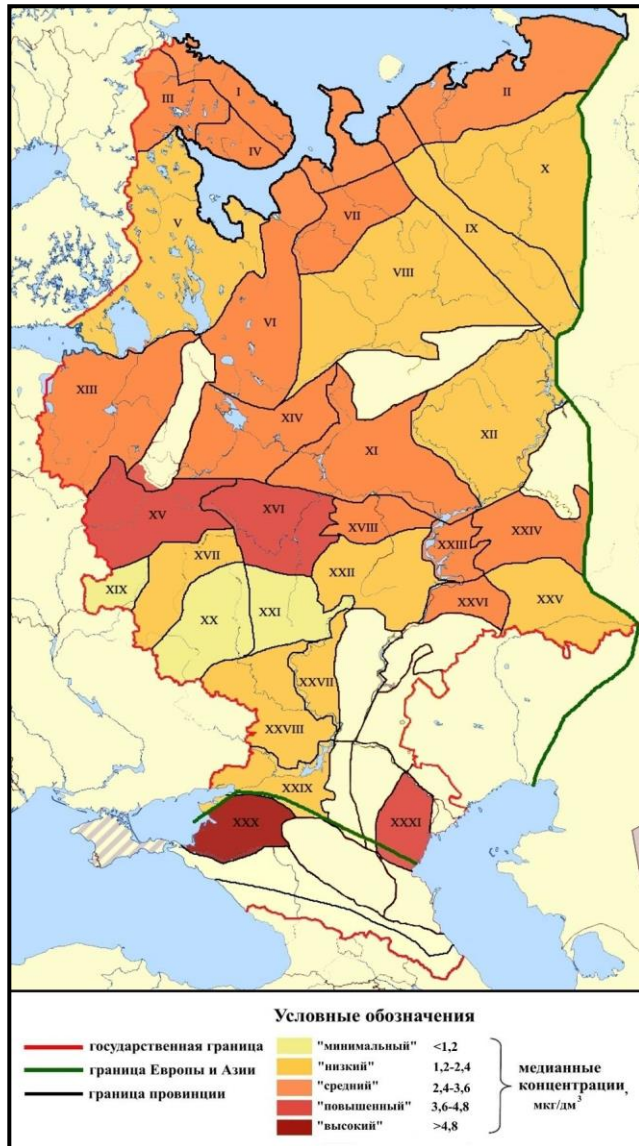 I
II
III
IV
X
V
VII
IX
VIII
VI
XIII
XIV
XII
XI
XV
XVI
XVIII
XXIII
XXIV
XVII
XIX
XXII
XX
XXI
XXVI
XXV
XXVII
XXVIII
XXIX
XXX
XXXI
Условные обозначения
государственная граница
граница Европы и Азии
граница провинции
"минимальный" <1,2
"низкий" 1,2-2,4
"средний" 2,4-3,6
"повышенный" 3,6-4,8
"высокий" >4,8
медианные
концентрации,
мкг/дм³